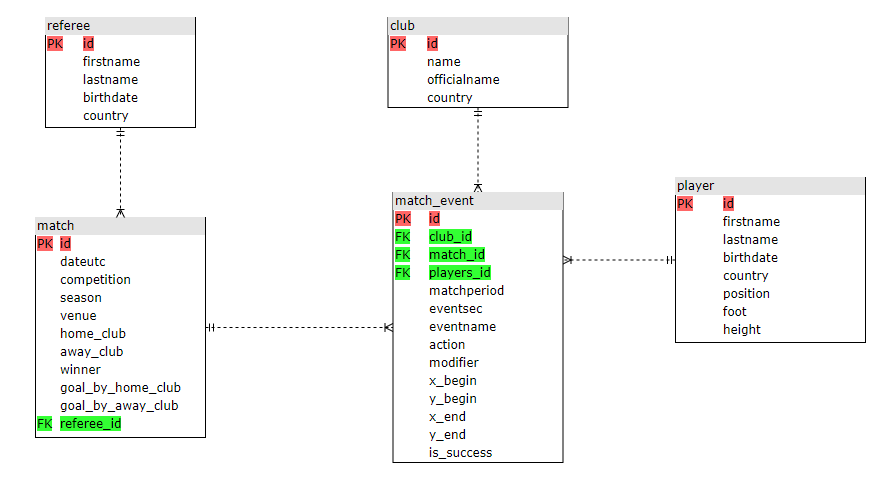 referee
PK id
firstname
lastname
birthdate
country
club
PK id
name
officialname
country
match
PK id
dateutc
competition
season
venue
home_club
away_club
winner
goal_by_home_club
goal_by_away_club
FK referee_id
match_event
PK id
FK club_id
FK match_id
FK players_id
matchperiod
eventsec
eventname
action
modifier
x_begin
y_begin
x_end
y_end
is_success
player
PK id
firstname
lastname
birthdate
country
position
foot
height